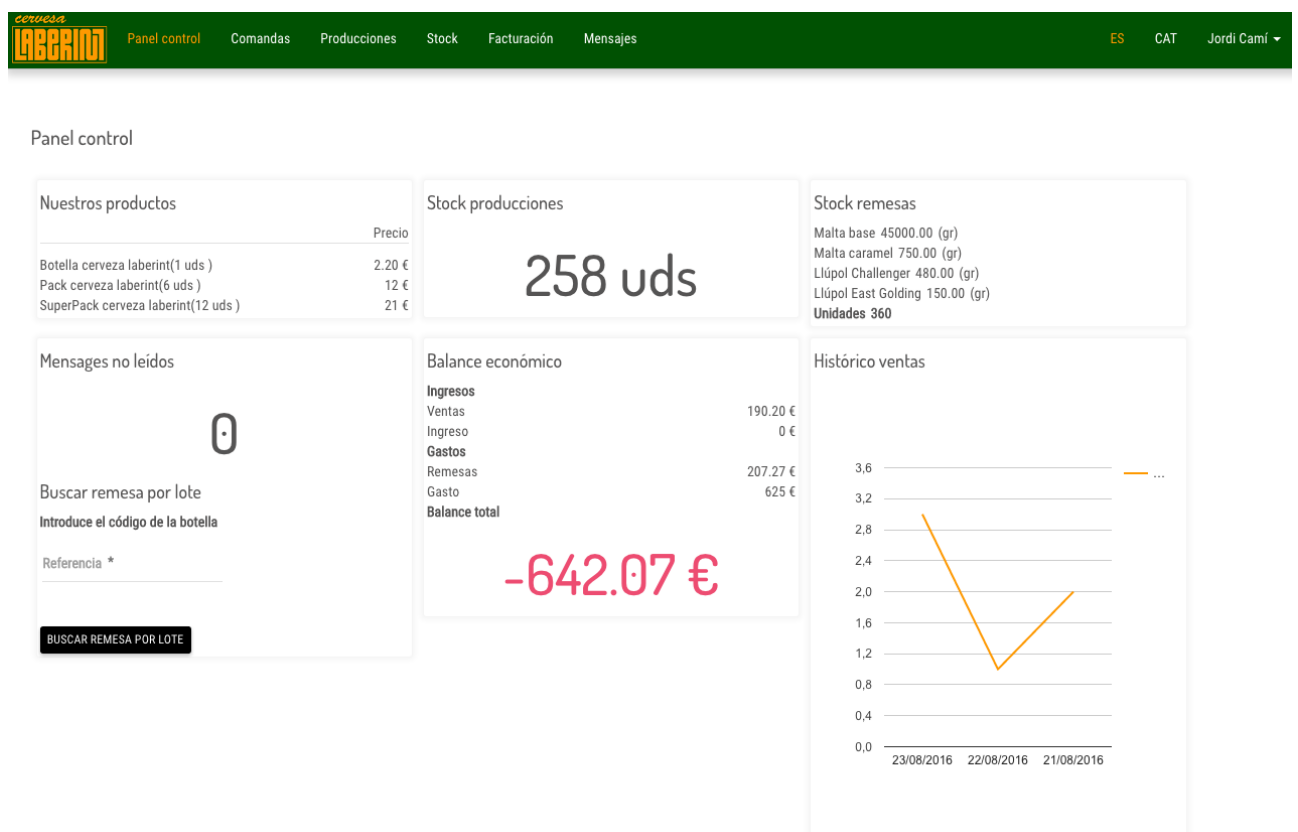 cervesa
LABERINT
Panel control Comandas Producciones Stock Facturación Mensajes ES CAT Jordi Camí
Panel control
Nuestros productos
Precio
Botella cerveza laberint(1 uds ) 2.20 €
Pack cerveza laberint(6 uds ) 12 €
SuperPack cerveza laberint(12 uds ) 21 €
Stock producciones
258 uds
Stock remesas
Malta base 45000.00 (gr)
Malta caramel 750.00 (gr)
Llúpol Challenger 480.00 (gr)
Llúpol East Golding 150.00 (gr)
Unidades 360
Mensages no leídos
0
Buscar remesa por lote
Introduce el código de la botella
Referencia *
BUSCAR REMESA POR LOTE
Balance económico
Ingresos
Ventas 190.20 €
Ingreso 0 €
Gastos
Remesas 207.27 €
Gasto 625 €
Balance total
-642.07 €
Histórico ventas
...
3,6
3,2
2,8
2,4
2,0
1,6
1,2
0,8
0,4
0,0
23/08/2016 22/08/2016 21/08/2016